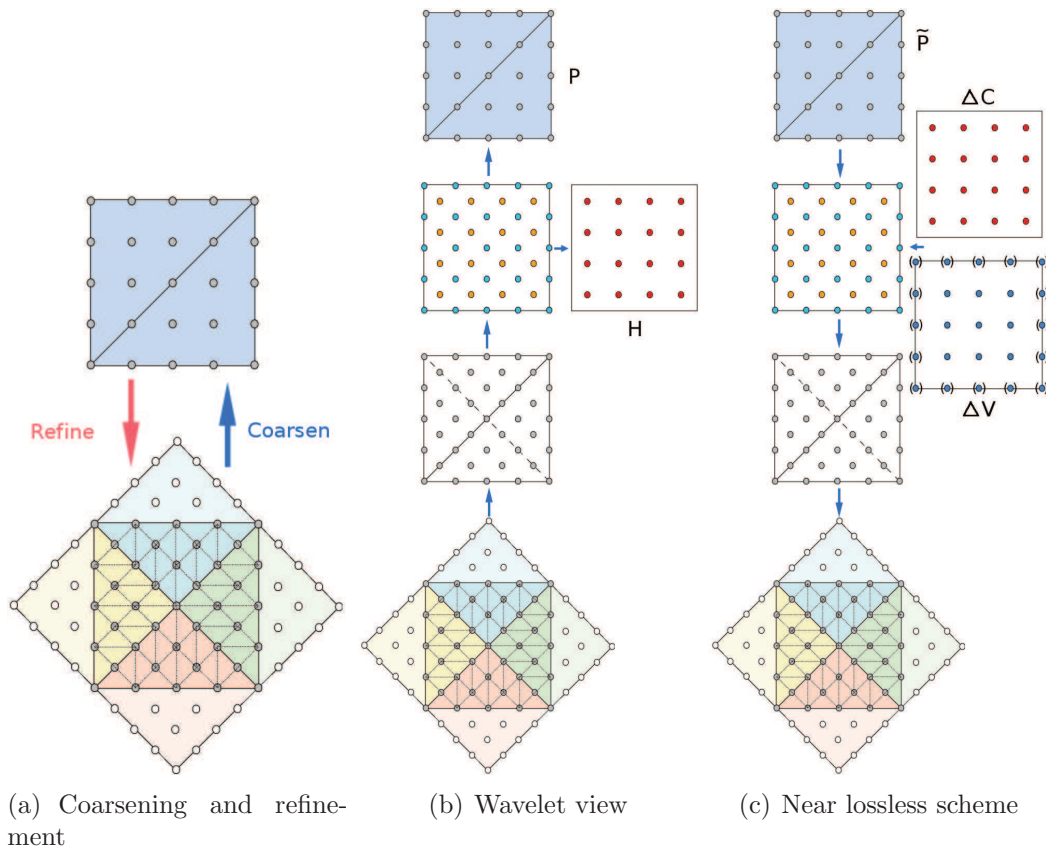 P
P̃
ΔC
H
ΔV
Refine
Coarsen
( ) ( ) ( ) ( ) ( )
( ) ( )
( ) ( )
( ) ( )
( ) ( ) ( ) ( ) ( )
(a) Coarsening and refine-
ment
(b) Wavelet view
(c) Near lossless scheme